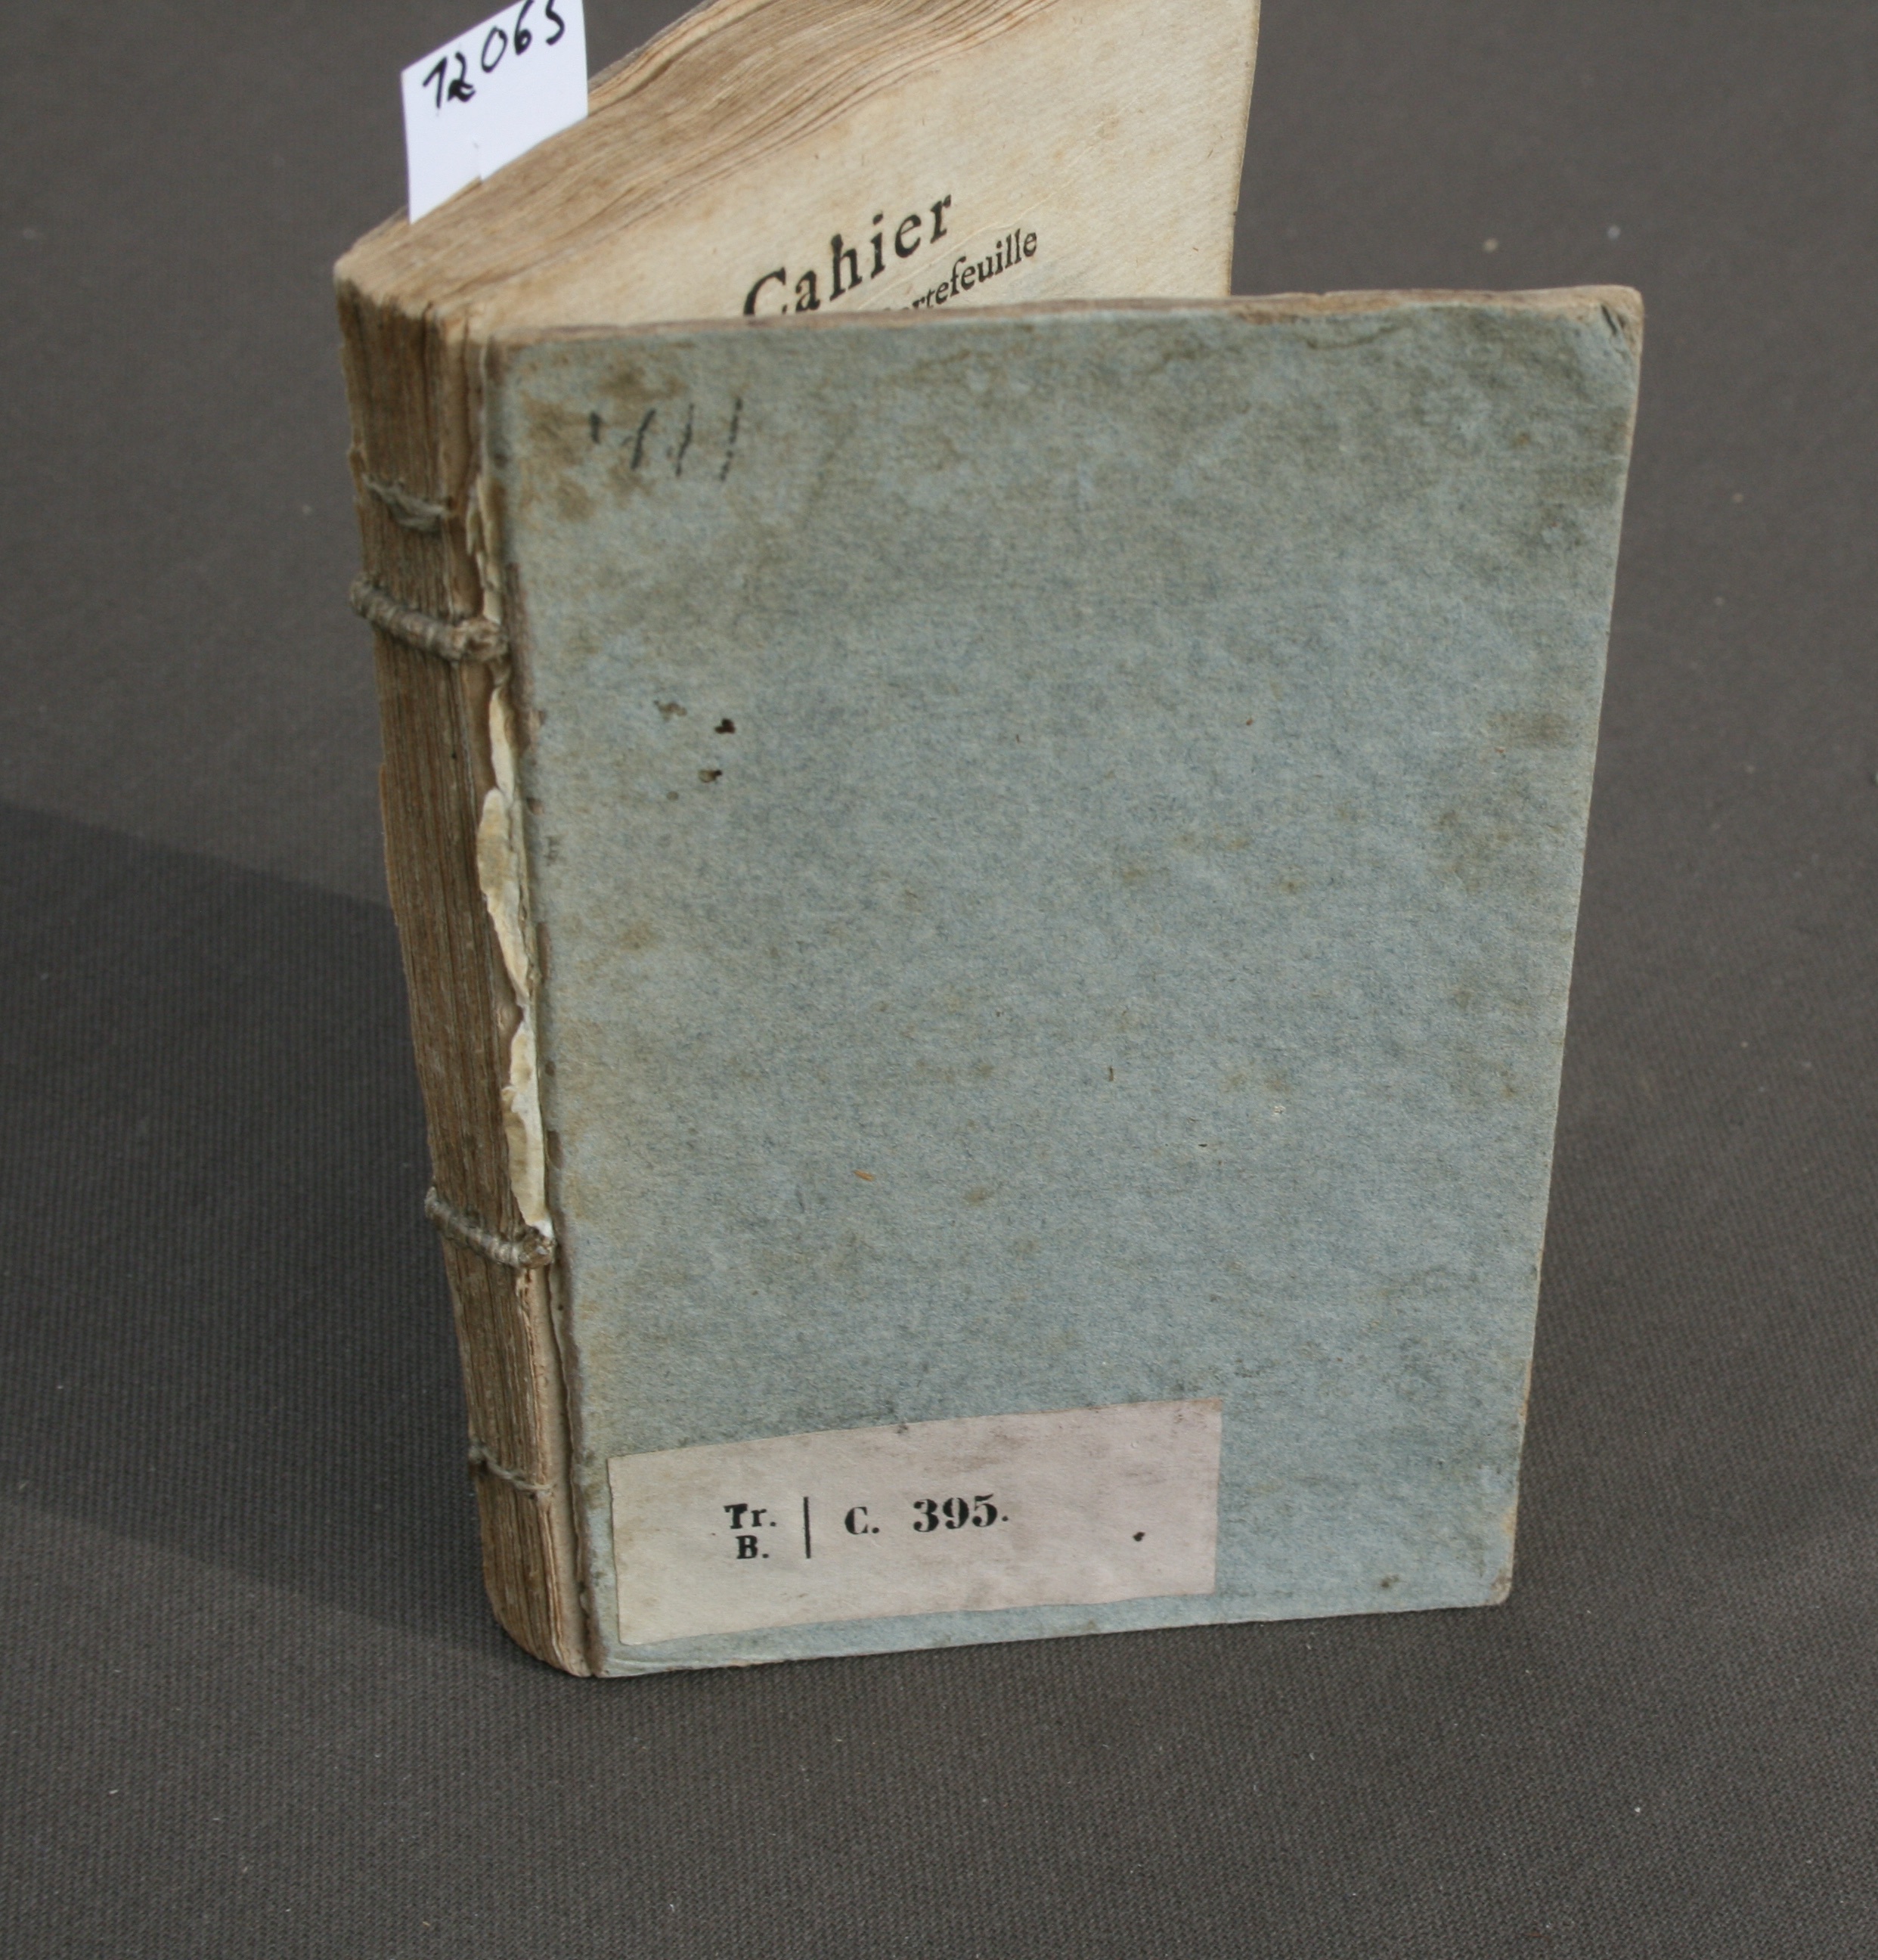 12065
Cahier
Tr.
B. | C. 395.